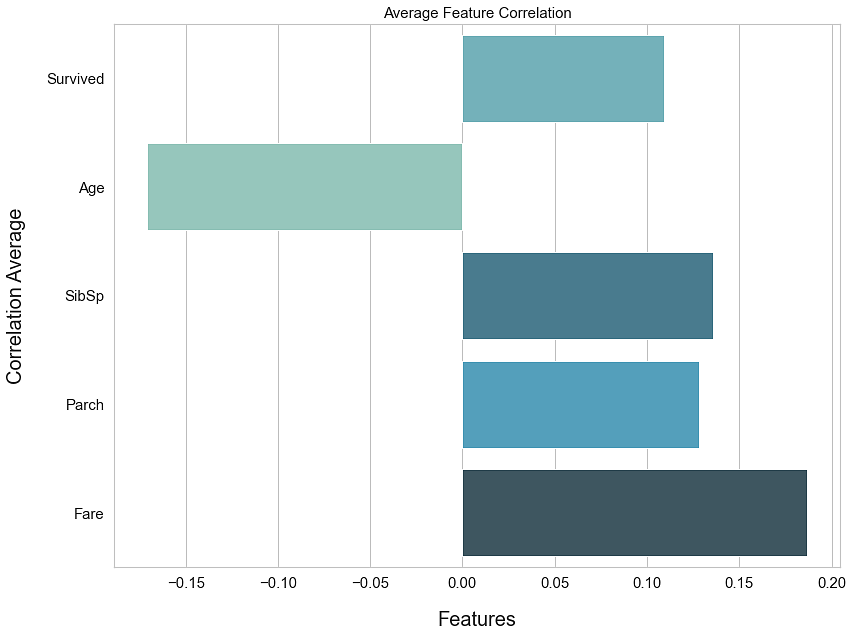 Average Feature Correlation
Survived
Age
SibSp
Parch
Fare
Correlation Average
−0.15 −0.10 −0.05 0.00 0.05 0.10 0.15 0.20
Features